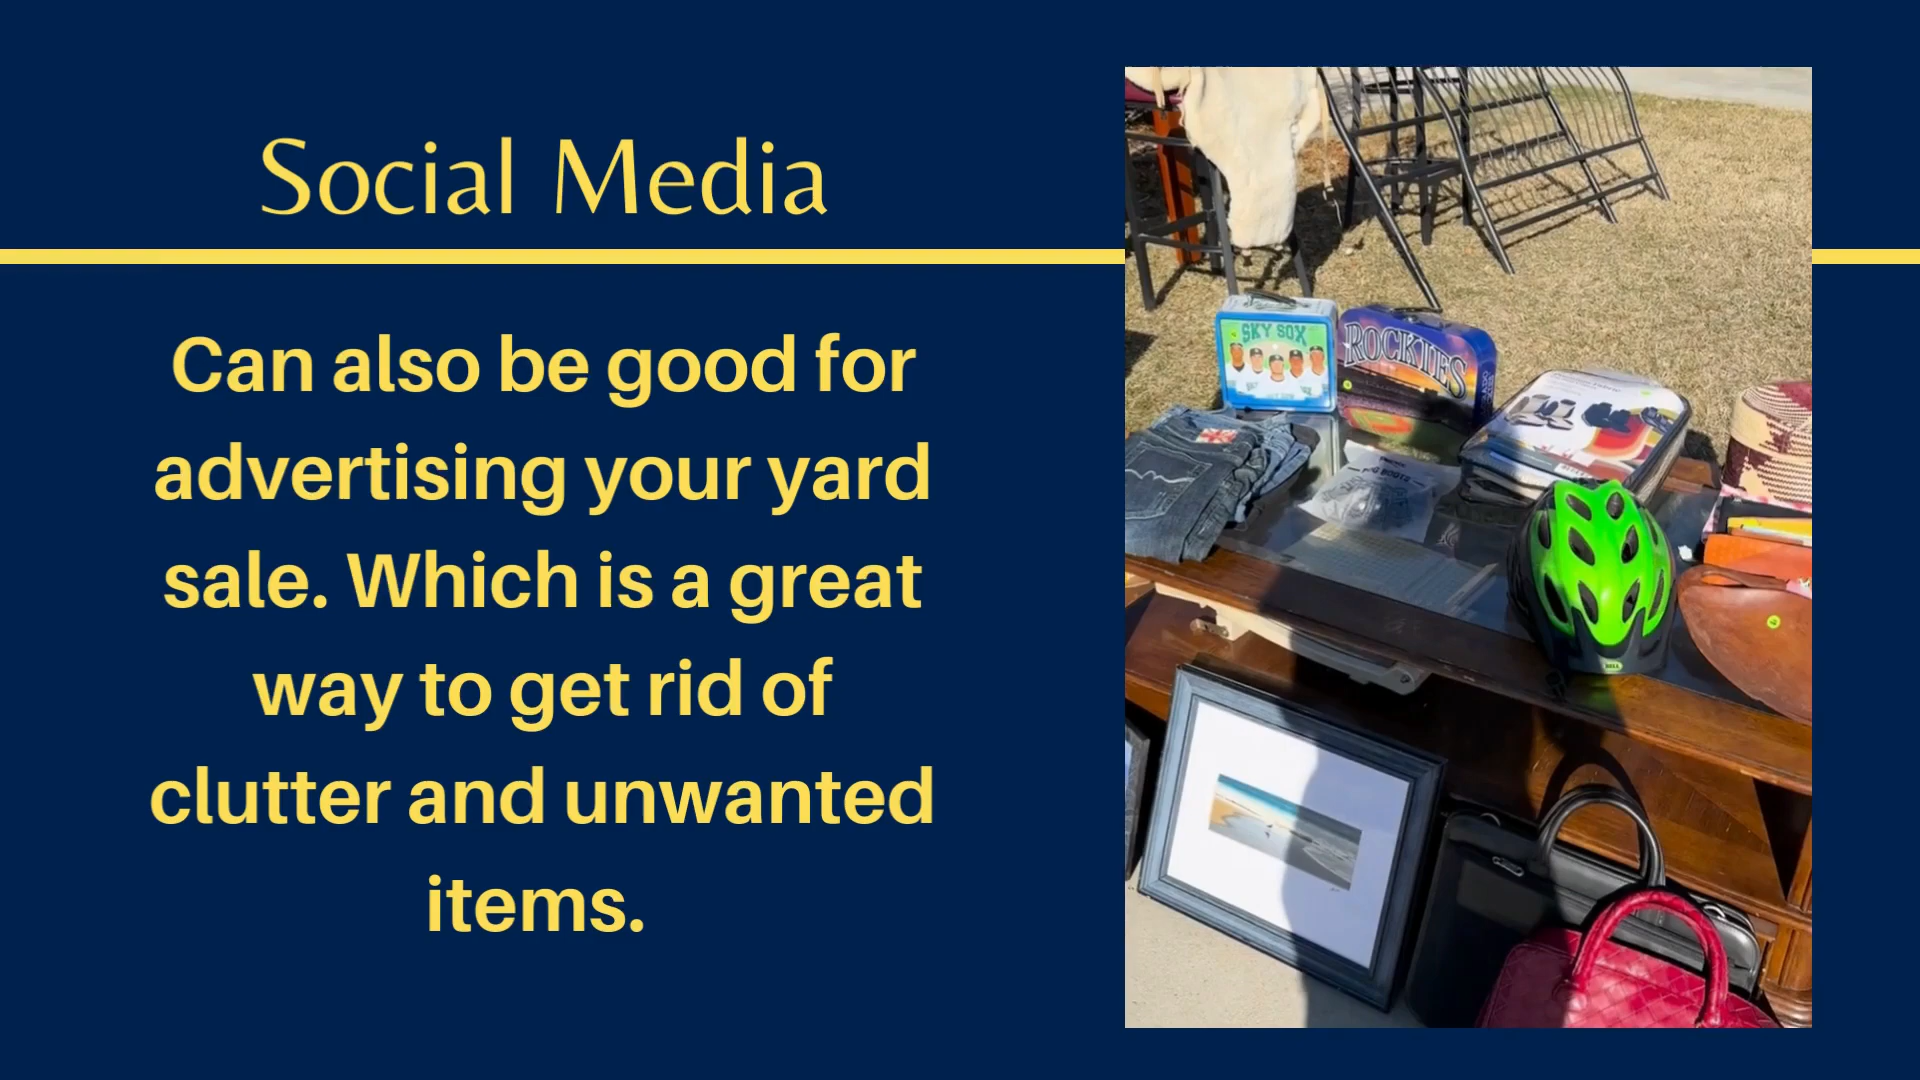 Social Media
Can also be good for
advertising your yard
sale. Which is a great
way to get rid of
clutter and unwanted
items.
SKY SOX
ROCKIES
BELL